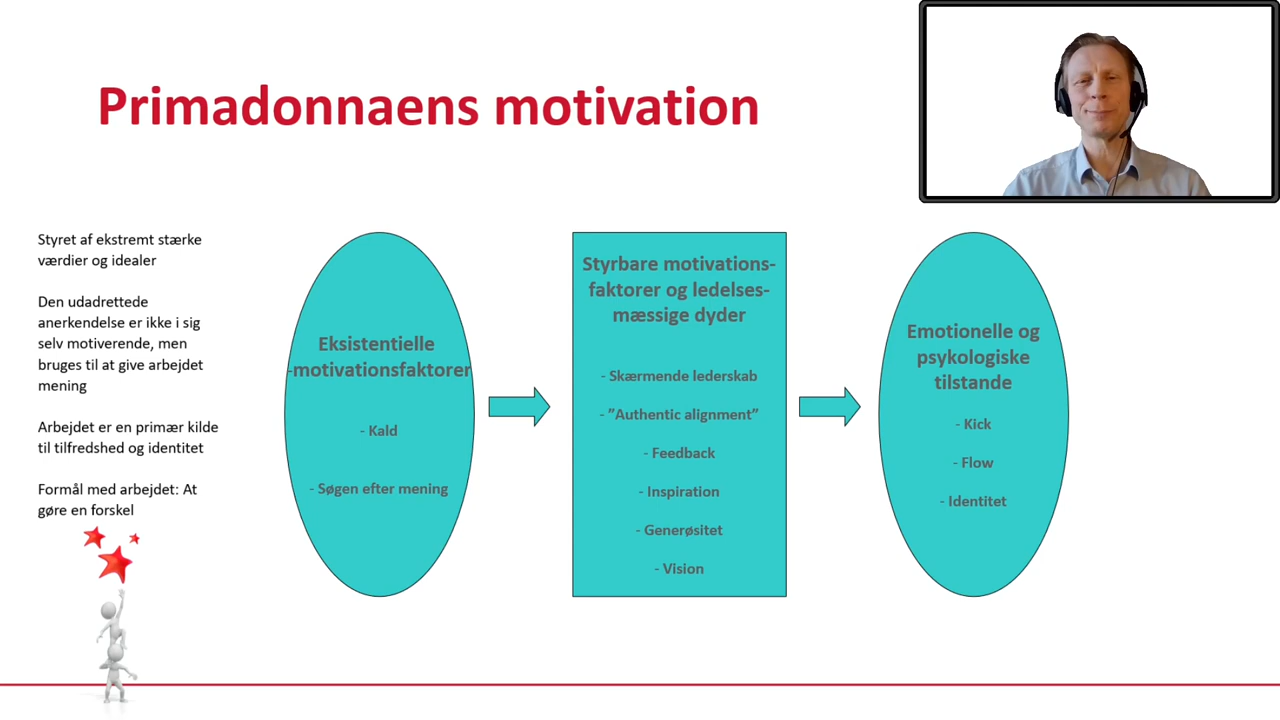 Primadonnaens motivation
Styret af ekstremt stærke
værdier og idealer
Den udadrettede
anerkendelse er ikke i sig
selv motiverende, men
bruges til at give arbejdet
mening
Arbejdet er en primær kilde
til tilfredshed og identitet
Formål med arbejdet: At
gøre en forskel
Eksistentielle
-motivationsfaktorer
- Kald
- Søgen efter mening
Styrbare motivations-
faktorer og ledelses-
mæssige dyder
- Skærmende lederskab
- ”Authentic alignment”
- Feedback
- Inspiration
- Generøsitet
- Vision
Emotionelle og
psykologiske
tilstande
- Kick
- Flow
- Identitet